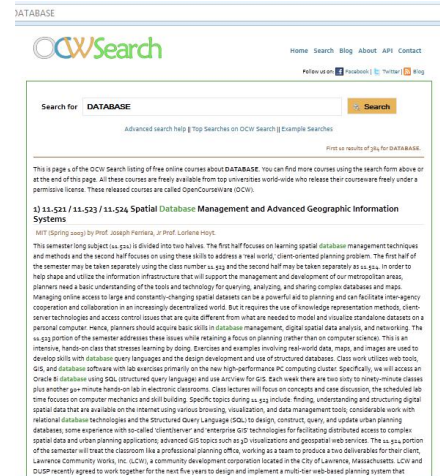 DATABASE
OCWSearch
Home Search Blog About API Contact
Follow us on: Facebook | Twitter | Blog
Search for DATABASE Search
Advanced search help || Top Searches on OCW Search || Example Searches
First 10 results of 384 for DATABASE.
This is page 1 of the OCW Search listing of free online courses about DATABASE. You can find more courses using the search form above or
at the end of this page. All these courses are freely available from top universities world-wide who release their courseware freely under a
permissive license. These released courses are called OpenCourseWare (OCW).
1) 11.521 / 11.523 / 11.524 Spatial Database Management and Advanced Geographic Information
Systems
MIT (Spring 2003) by Prof. Joseph Ferreira, Jr Prof. Lorlene Hoyt.
This semester long subject (11.521) is divided into two halves. The first half focuses on learning spatial database management techniques
and methods and the second half focuses on using these skills to address a 'real world,' client-oriented planning problem. The first half of
the semester may be taken separately using the class number 11.523 and the second half may be taken separately as 11.524. In order to
help shape and utilize the information infrastructure that will support the management and development of our metropolitan areas,
planners need a basic understanding of the tools and technology for querying, analyzing, and sharing complex databases and maps.
Managing online access to large and constantly-changing spatial datasets can be a powerful aid to planning and can facilitate inter-agency
cooperation and collaboration in an increasingly decentralized world. But it requires the use of knowledge representation methods, client-
server technologies and access control issues that are quite different from what are needed to model and visualize standalone datasets on a
personal computer. Hence, planners should acquire basic skills in database management, digital spatial data analysis, and networking. The
11.523 portion of the semester addresses these issues while retaining a focus on planning (rather than on computer science). This is an
intensive, hands-on class that stresses learning by doing. Exercises and examples involving real-world data, maps, and images are used to
develop skills with database query languages and the design development and use of structured databases. Class work utilizes web tools,
GIS, and database software with lab exercises primarily on the new high-performance PC computing cluster. Specifically, we will access an
Oracle 8i database using SQL (structured query language) and use Arcview for GIS. Each week there are two sixty to ninety-minute classes
plus another 90+ minute hands-on lab in electronic classrooms. Class lectures will focus on concepts and case discussion, the scheduled lab
time focuses on computer mechanics and skill building. Specific topics during 11.523 include: finding, understanding and structuring digital
spatial data that are available on the internet using various browsing, visualization, and data management tools; considerable work with
relational database technologies and the Structured Query Language (SQL) to design, construct, query, and update urban planning
databases; some experience with so-called 'client/server' and 'enterprise GIS' technologies for facilitating distributed access to complex
spatial data and urban planning applications; advanced GIS topics such as 3D visualizations and geospatial web services. The 11.524 portion
of the semester will treat the classroom like a professional planning office, working as a team to produce a two deliverables for their client,
Lawrence Community Works, Inc. (LCW), a community development corporation located in the City of Lawrence, Massachusetts. LCW and
DUSP recently agreed to work together for the next five years to design and implement a multi-tier web-based planning system that